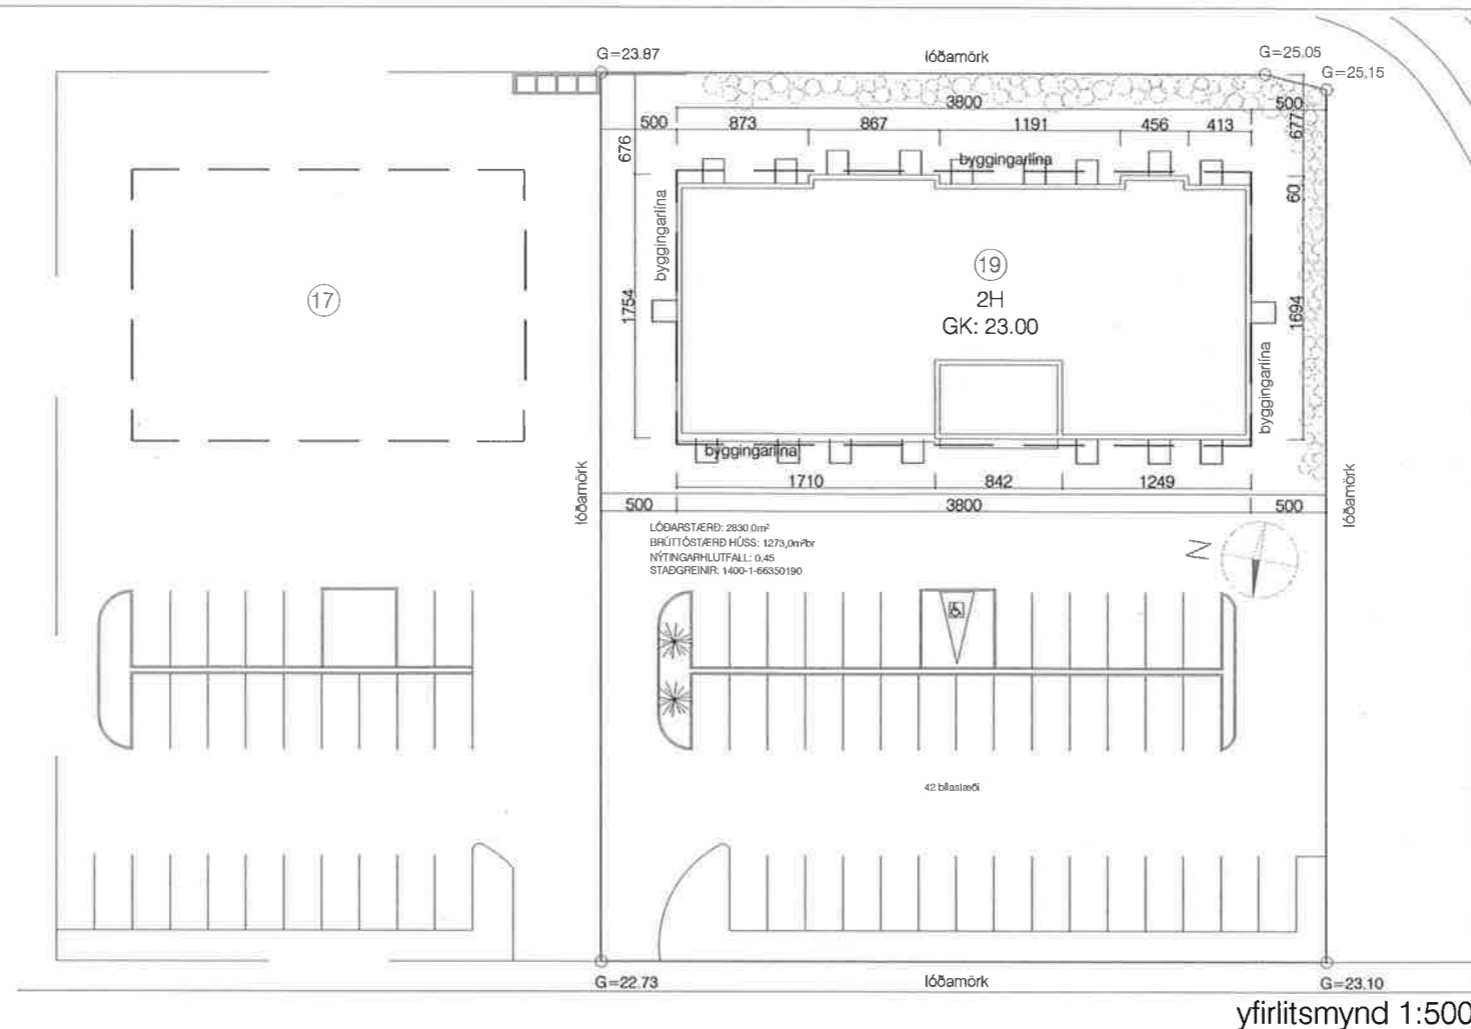 G=23.87
lóðamörk
G=25.05
G=25.15
3800
500
500
873
867
1191
456
413
676
677
byggingarlína
60
byggingarlína
17
19
2H
GK: 23.00
1754
1694
byggingarlína
byggingarlína
1710
842
1249
500
3800
500
lóðamörk
lóðamörk
LÓÐARSTÆRÐ: 2830,0m²
BRÚTTÓSTÆRÐ HÚSS: 1273,0m²br
NÝTINGARHLUTFALL: 0.45
STAÐGREINIR: 1400-1-66350190
N
42 bílastæði
G=22.73
lóðamörk
G=23.10
yfirlitsmynd 1:500